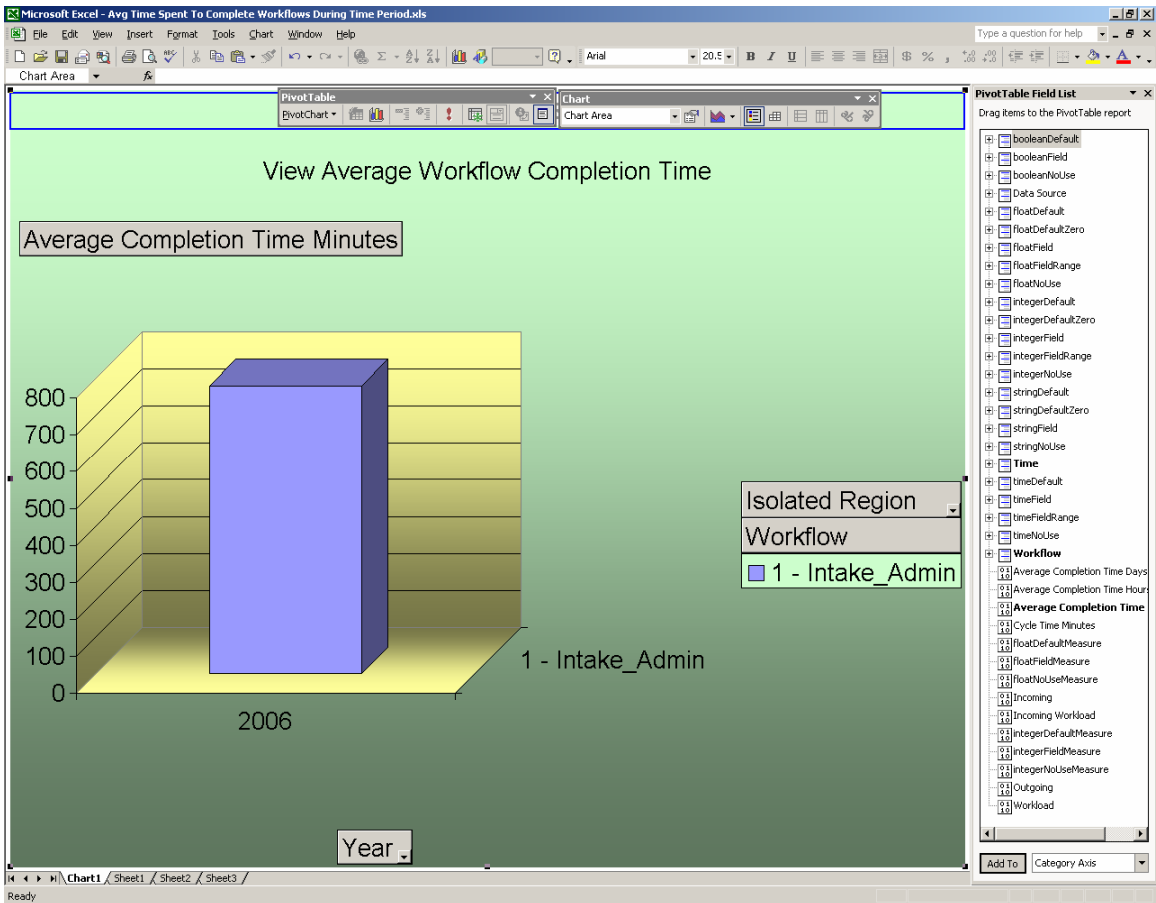 Microsoft Excel - Avg Time Spent To Complete Workflows During Time Period.xls
File Edit View Insert Format Tools Chart Window Help
Type a question for help
Arial 20.5 B I U $ % ,
Chart Area fx
PivotTable
PivotChart
Chart
Chart Area
View Average Workflow Completion Time
Average Completion Time Minutes
800
700
600
500
400
300
200
100
0
2006
1 - Intake_Admin
Isolated Region
Workflow
1 - Intake_Admin
Year
PivotTable Field List
Drag items to the PivotTable report
booleanDefault
booleanField
booleanNoUse
Data Source
floatDefault
floatDefaultZero
floatField
floatFieldRange
floatNoUse
integerDefault
integerDefaultZero
integerField
integerFieldRange
integerNoUse
stringDefault
stringDefaultZero
stringField
stringNoUse
Time
timeDefault
timeField
timeFieldRange
timeNoUse
Workflow
Average Completion Time Days
Average Completion Time Hour
Average Completion Time
Cycle Time Minutes
floatDefaultMeasure
floatFieldMeasure
floatNoUseMeasure
Incoming
Incoming Workload
integerDefaultMeasure
integerFieldMeasure
integerNoUseMeasure
Outgoing
Workload
Add To Category Axis
Chart1 Sheet1 Sheet2 Sheet3
Ready